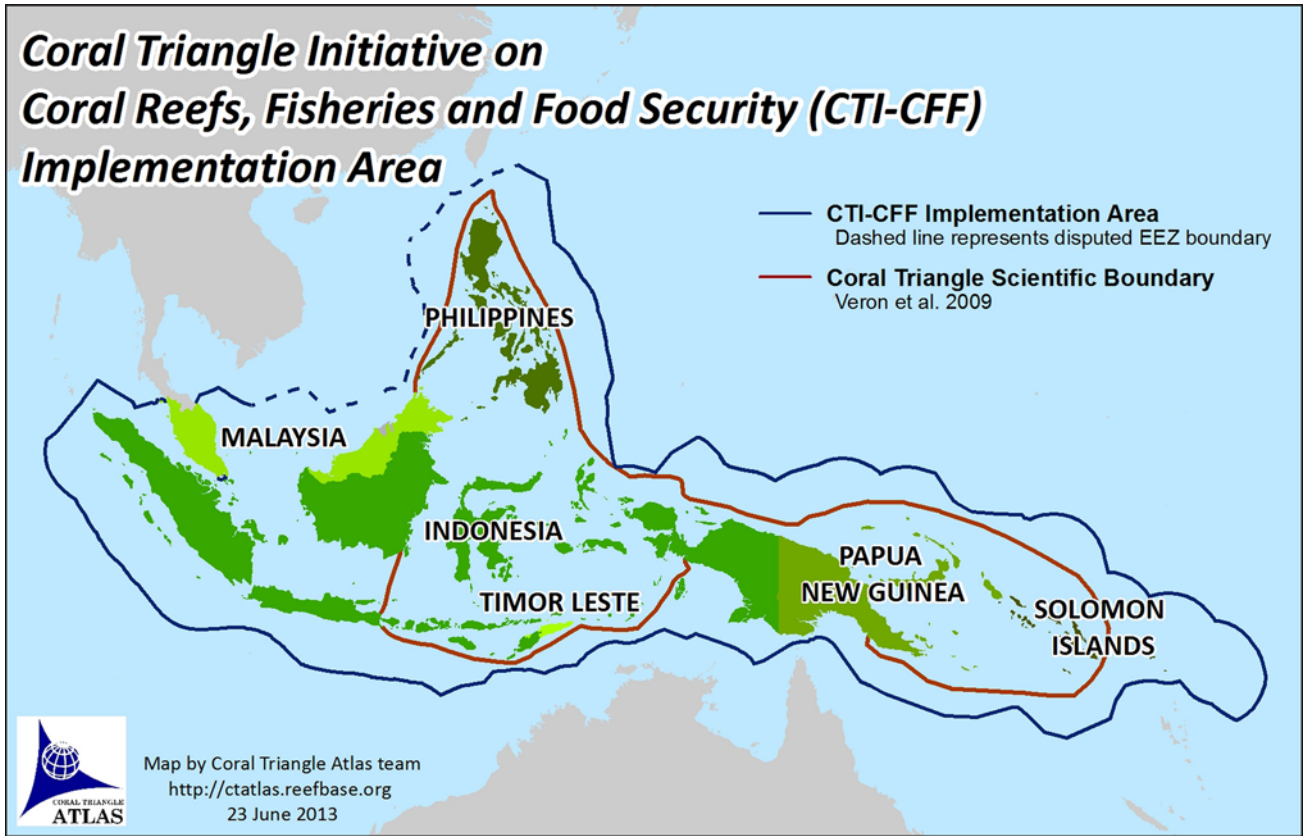 Coral Triangle Initiative on
Coral Reefs, Fisheries and Food Security (CTI-CFF)
Implementation Area
CTI-CFF Implementation Area
Dashed line represents disputed EEZ boundary
Coral Triangle Scientific Boundary
Veron et al. 2009
PHILIPPINES
MALAYSIA
INDONESIA
TIMOR LESTE
PAPUA
NEW GUINEA
SOLOMON
ISLANDS
CORAL TRIANGLE
ATLAS
Map by Coral Triangle Atlas team
http://ctatlas.reefbase.org
23 June 2013